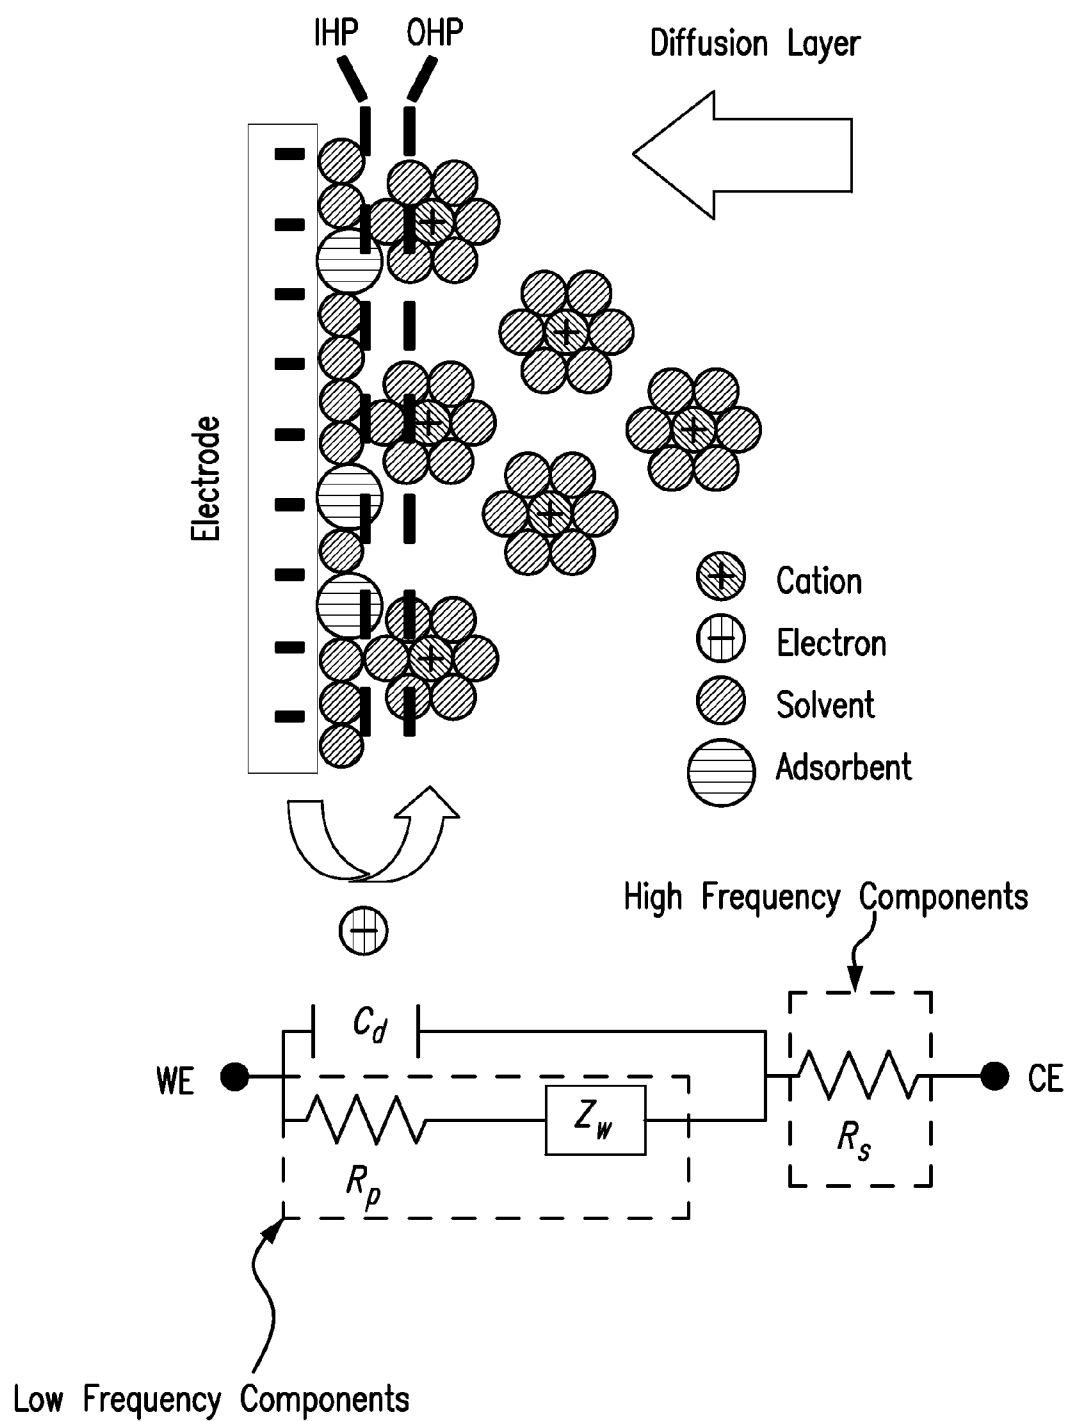 IHP OHP
Diffusion Layer
Electrode
Cation
Electron
Solvent
Adsorbent
High Frequency Components
Cd
WE
CE
Zw
Rs
Rp
Low Frequency Components